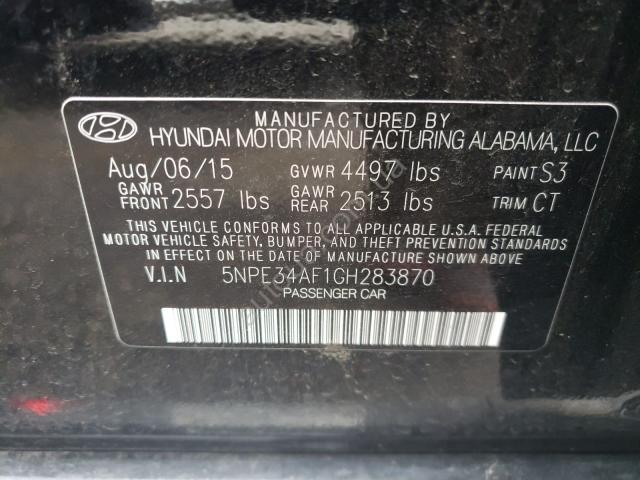 MANUFACTURED BY
HYUNDAI MOTOR MANUFACTURING ALABAMA, LLC
Aug/06/15 GVWR 4497 lbs PAINT S3
GAWR FRONT 2557 lbs GAWR REAR 2513 lbs TRIM CT
THIS VEHICLE CONFORMS TO ALL APPLICABLE U.S.A. FEDERAL
MOTOR VEHICLE SAFETY, BUMPER, AND THEFT PREVENTION STANDARDS
IN EFFECT ON THE DATE OF MANUFACTURE SHOWN ABOVE.
V.I.N 5NPE34AF1GH283870
PASSENGER CAR